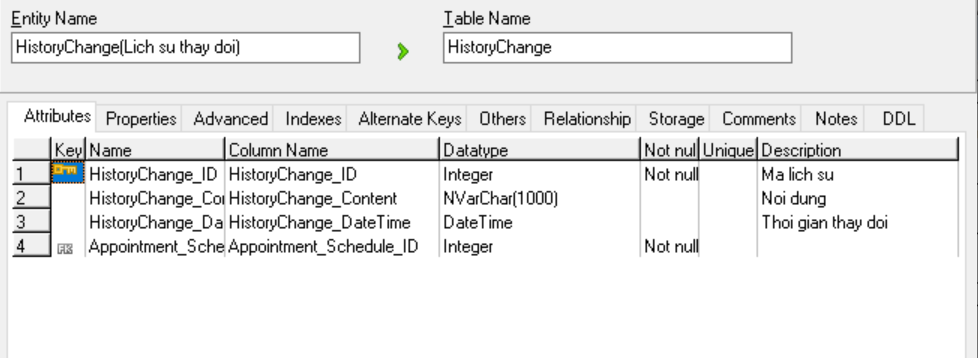 Entity Name Table Name
HistoryChange(Lich su thay doi) HistoryChange
Attributes Properties Advanced Indexes Alternate Keys Others Relationship Storage Comments Notes DDL
Key Name Column Name Datatype Not nul Unique Description
1 HistoryChange_ID HistoryChange_ID Integer Not null Ma lich su
2 HistoryChange_Co HistoryChange_Content NVarChar(1000) Noi dung
3 HistoryChange_Da HistoryChange_DateTime DateTime Thoi gian thay doi
4 Appointment_Sche Appointment_Schedule_ID Integer Not null